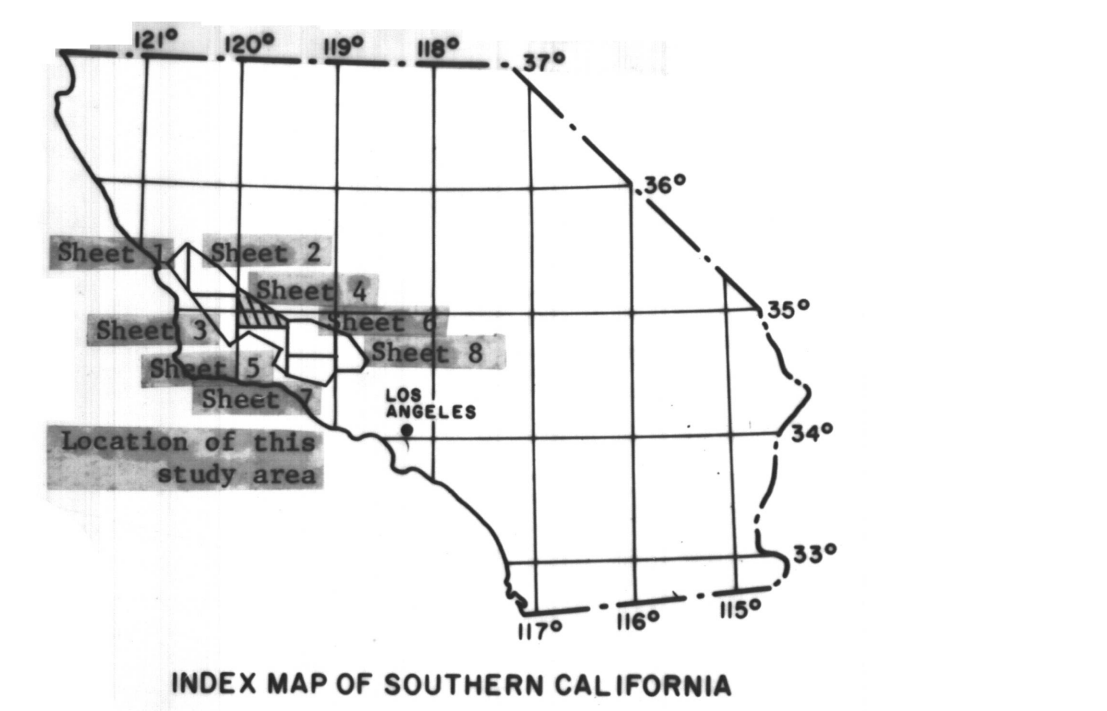 121°
120°
119°
118°
37°
36°
Sheet 1
Sheet 2
Sheet 4
35°
Sheet 3
Sheet 6
Sheet 8
Sheet 5
Sheet 7
LOS
ANGELES
34°
Location of this
study area
33°
117°
116°
115°
INDEX MAP OF SOUTHERN CALIFORNIA